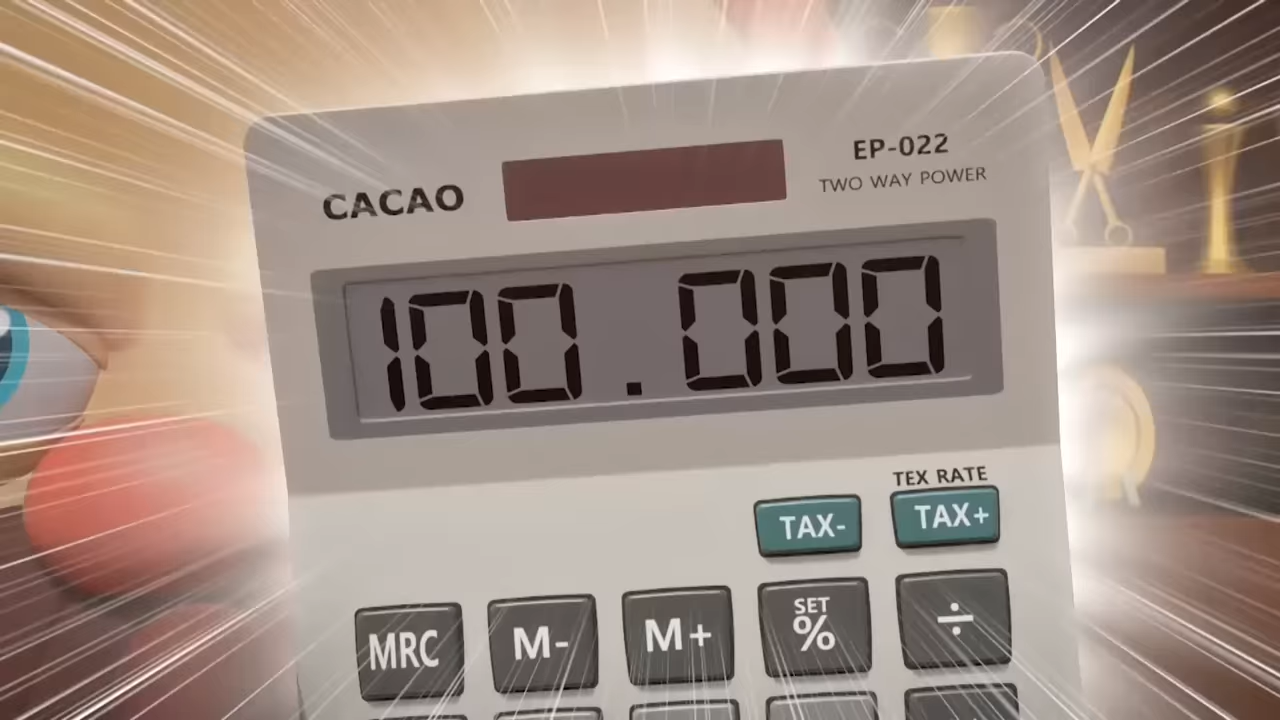 CACAO
EP-022
TWO WAY POWER
100.000
TEX RATE
TAX-
TAX+
MRC
M-
M+
SET
%
÷